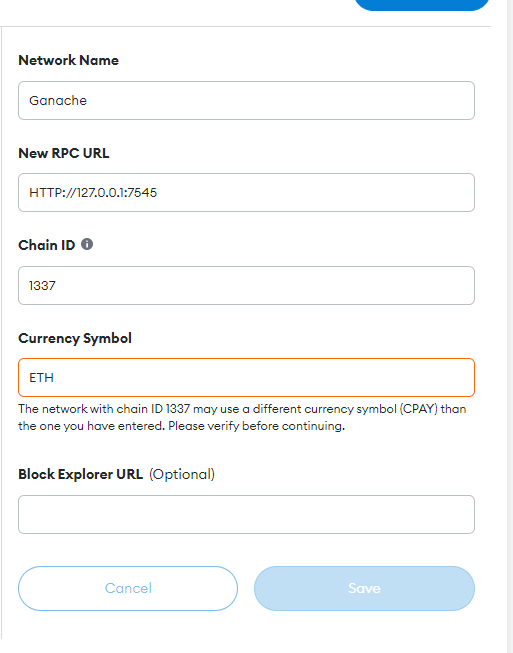 Network Name
Ganache
New RPC URL
HTTP://127.0.0.1:7545
Chain ID
1337
Currency Symbol
ETH
The network with chain ID 1337 may use a different currency symbol (CPAY) than
the one you have entered. Please verify before continuing.
Block Explorer URL (Optional)
Cancel
Save